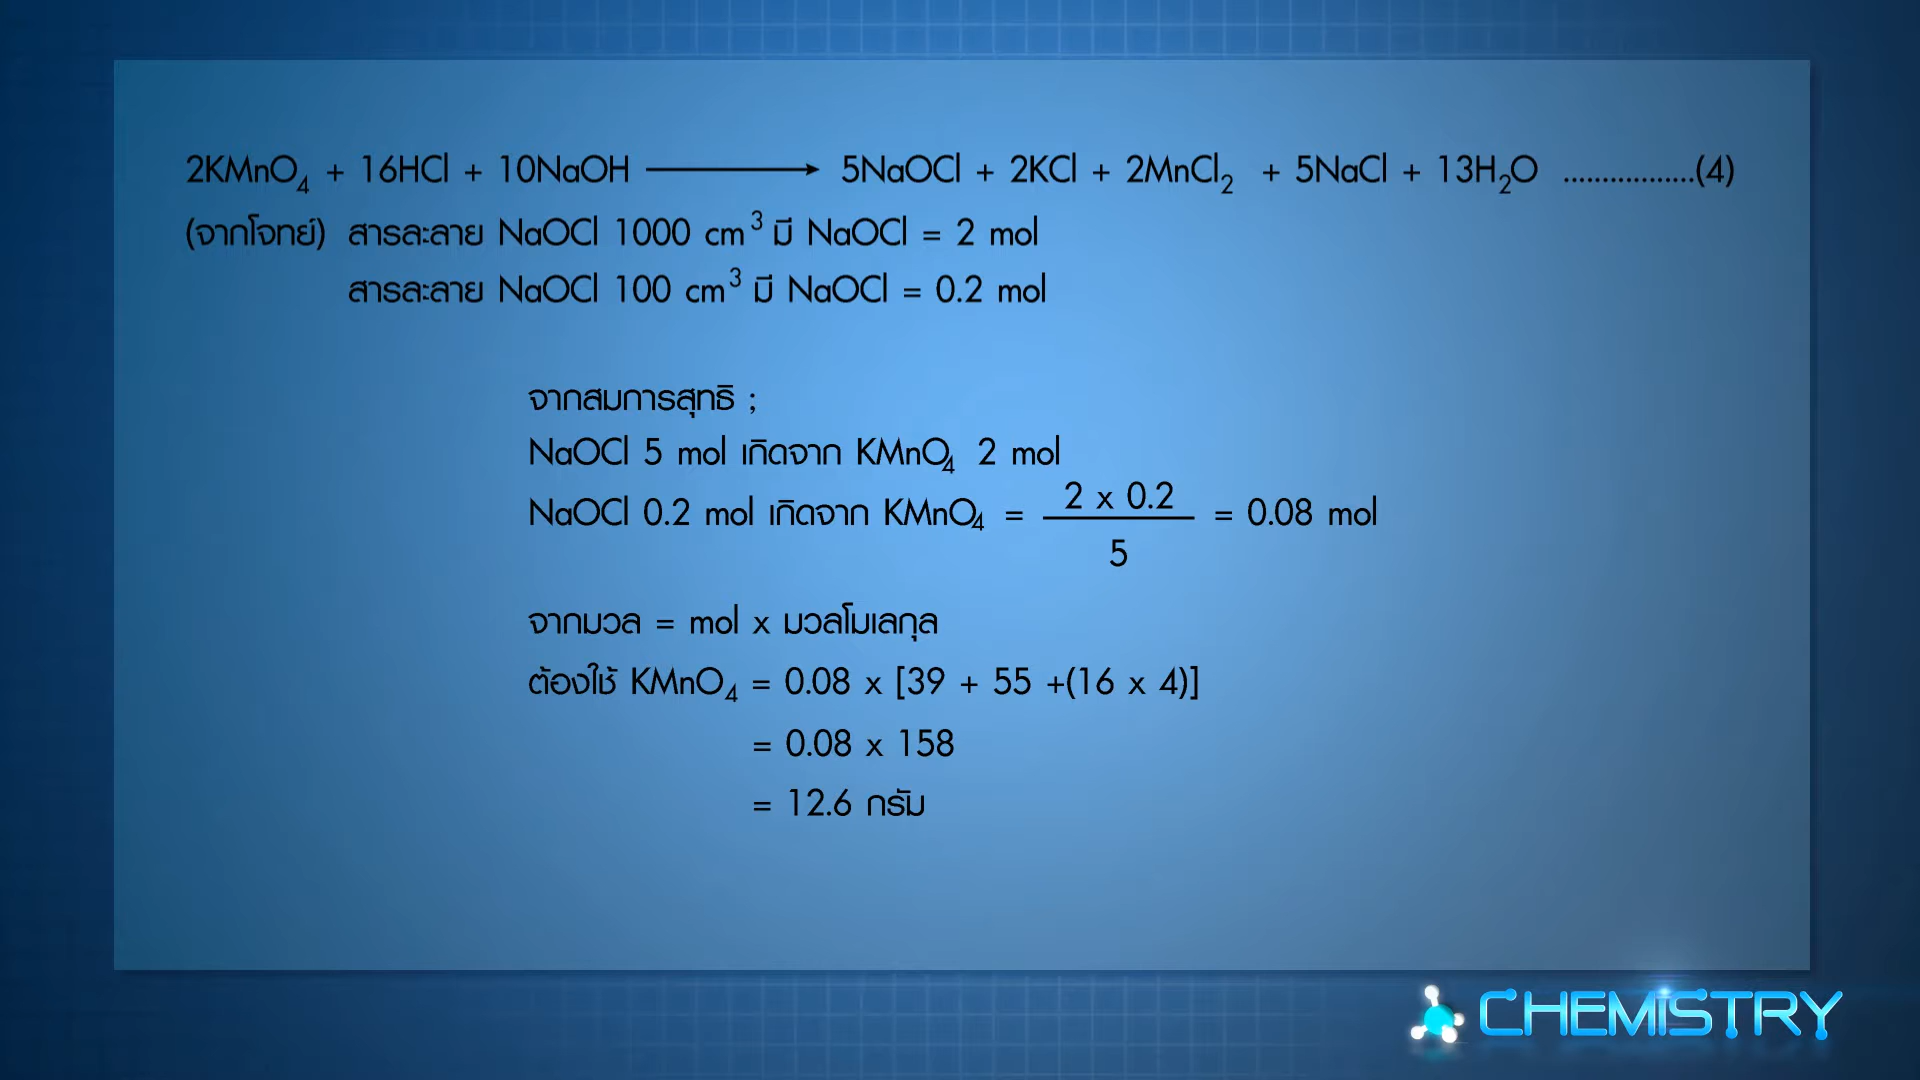 2KMnO₄ + 16HCl + 10NaOH ⟶ 5NaOCl + 2KCl + 2MnCl₂ + 5NaCl + 13H₂O .................(4)
(จากโจทย์) สารละลาย NaOCl 1000 cm³ มี NaOCl = 2 mol
สารละลาย NaOCl 100 cm³ มี NaOCl = 0.2 mol
จากสมการสุทธิ ;
NaOCl 5 mol เกิดจาก KMnO₄ 2 mol
NaOCl 0.2 mol เกิดจาก KMnO₄ = 2 x 0.2 / 5 = 0.08 mol
จากมวล = mol x มวลโมเลกุล
ต้องใช้ KMnO₄ = 0.08 x [39 + 55 +(16 x 4)]
= 0.08 x 158
= 12.6 กรัม
CHEMiSTRY